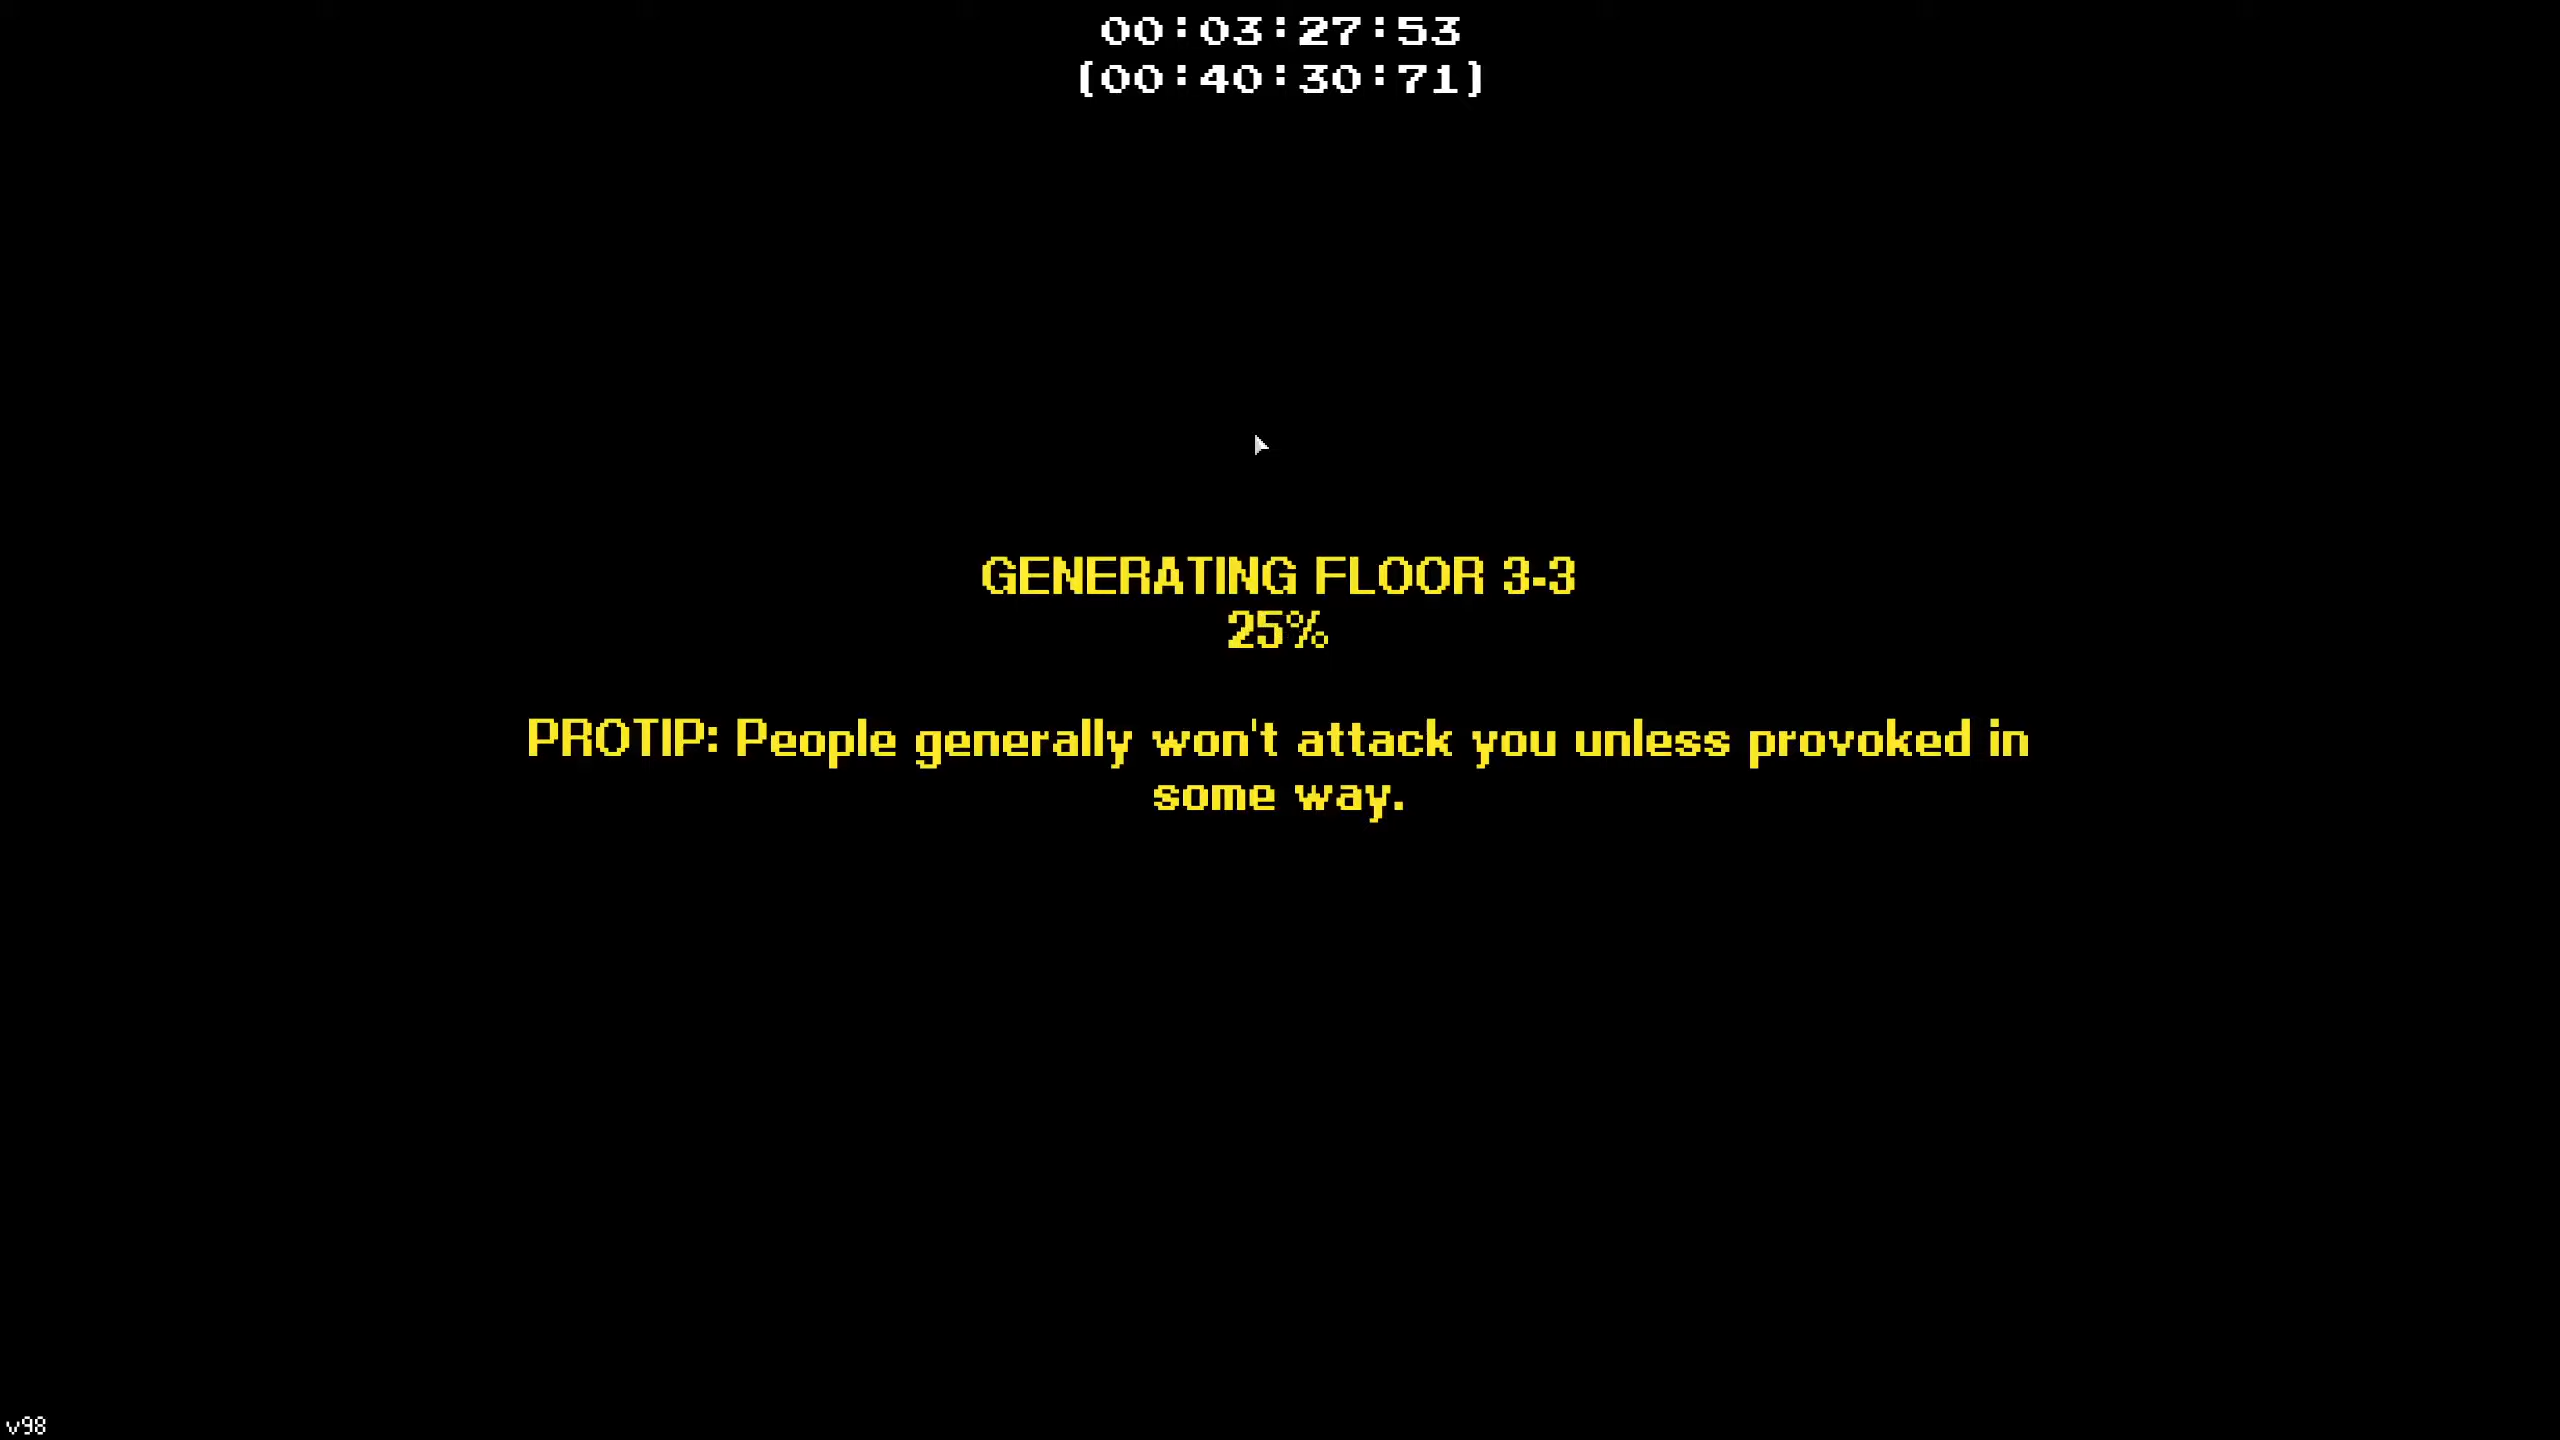 00:03:27:53
(00:40:30:71)
GENERATING FLOOR 3-3
25%
PROTIP: People generally won't attack you unless provoked in
some way.
v98